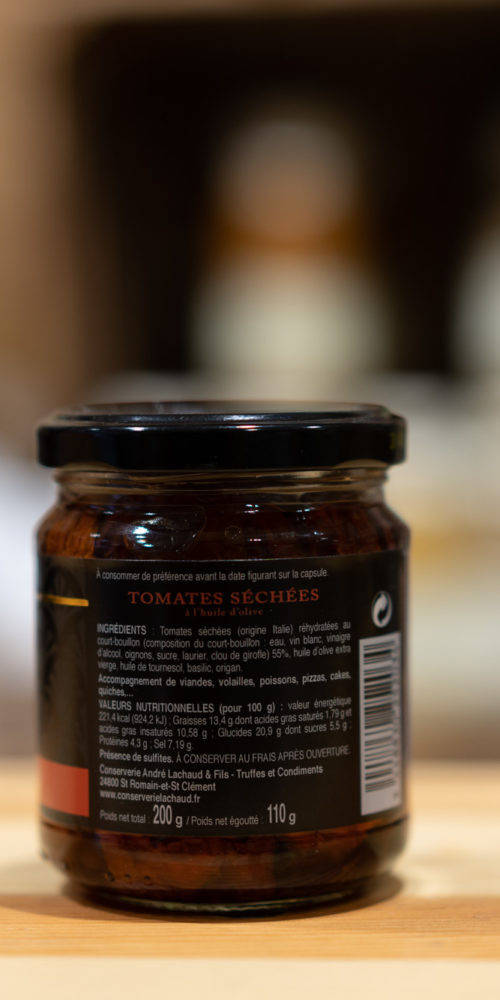 À consommer de préférence avant la date figurant sur la capsule.
TOMATES SÉCHÉES
à l'huile d'olive
INGRÉDIENTS : Tomates séchées (origine Italie) réhydratées au
court-bouillon (composition du court-bouillon : eau, vin blanc, vinaigre
d'alcool, oignons, sucre, laurier, clou de girofle) 55%, huile d'olive extra
vierge, huile de tournesol, basilic, origan.
Accompagnement de viandes, volailles, poissons, pizzas, cakes,
quiches,...
VALEURS NUTRITIONNELLES (pour 100 g) : valeur énergétique
221,4 kcal (924,2 kJ) ; Graisses 13,4 g dont acides gras saturés 1,79 g et
acides gras insaturés 10,58 g ; Glucides 20,9 g dont sucres 5,5 g ;
Protéines 4,3 g ; Sel 7,19 g.
Présence de sulfites. À CONSERVER AU FRAIS APRÈS OUVERTURE.
Conserverie André Lachaud & Fils - Truffes et Condiments
24800 St Romain-et-St Clément
www.conserverielachaud.fr
Poids net total : 200 g / Poids net égoutté : 110 g